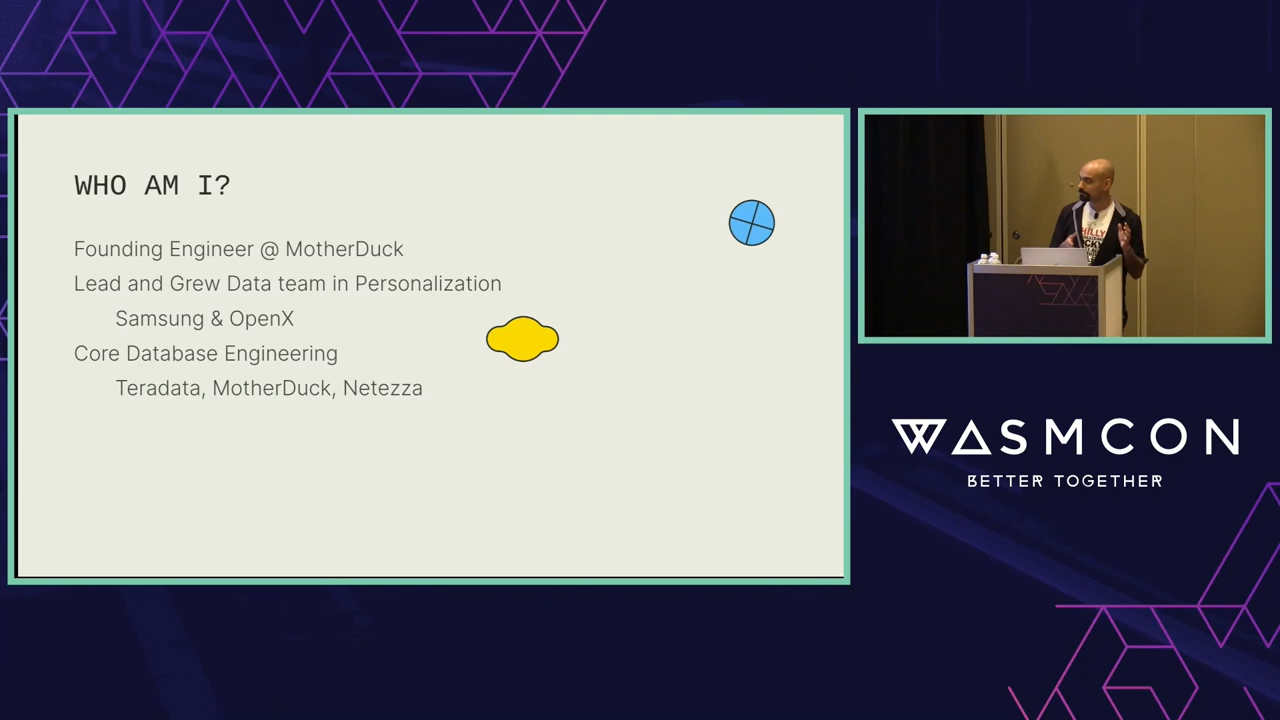 WHO AM I?
Founding Engineer @ MotherDuck
Lead and Grew Data team in Personalization
Samsung & OpenX
Core Database Engineering
Teradata, MotherDuck, Netezza
WASMCON
BETTER TOGETHER